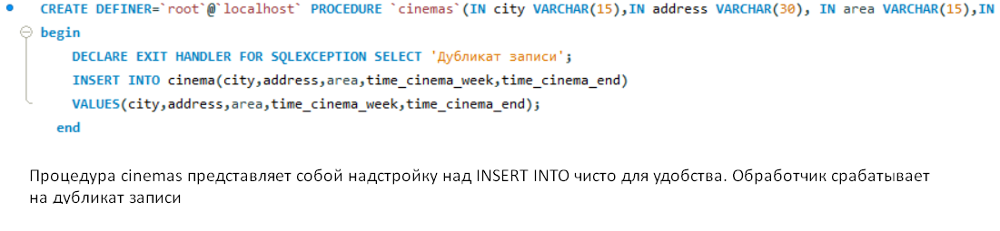 CREATE DEFINER=`root`@`localhost` PROCEDURE `cinemas`(IN city VARCHAR(15),IN address VARCHAR(30), IN area VARCHAR(15),IN
begin
DECLARE EXIT HANDLER FOR SQLEXCEPTION SELECT 'Дубликат записи';
INSERT INTO cinema(city,address,area,time_cinema_week,time_cinema_end)
VALUES(city,address,area,time_cinema_week,time_cinema_end);
end
Процедура cinemas представляет собой надстройку над INSERT INTO чисто для удобства. Обработчик срабатывает
на дубликат записи